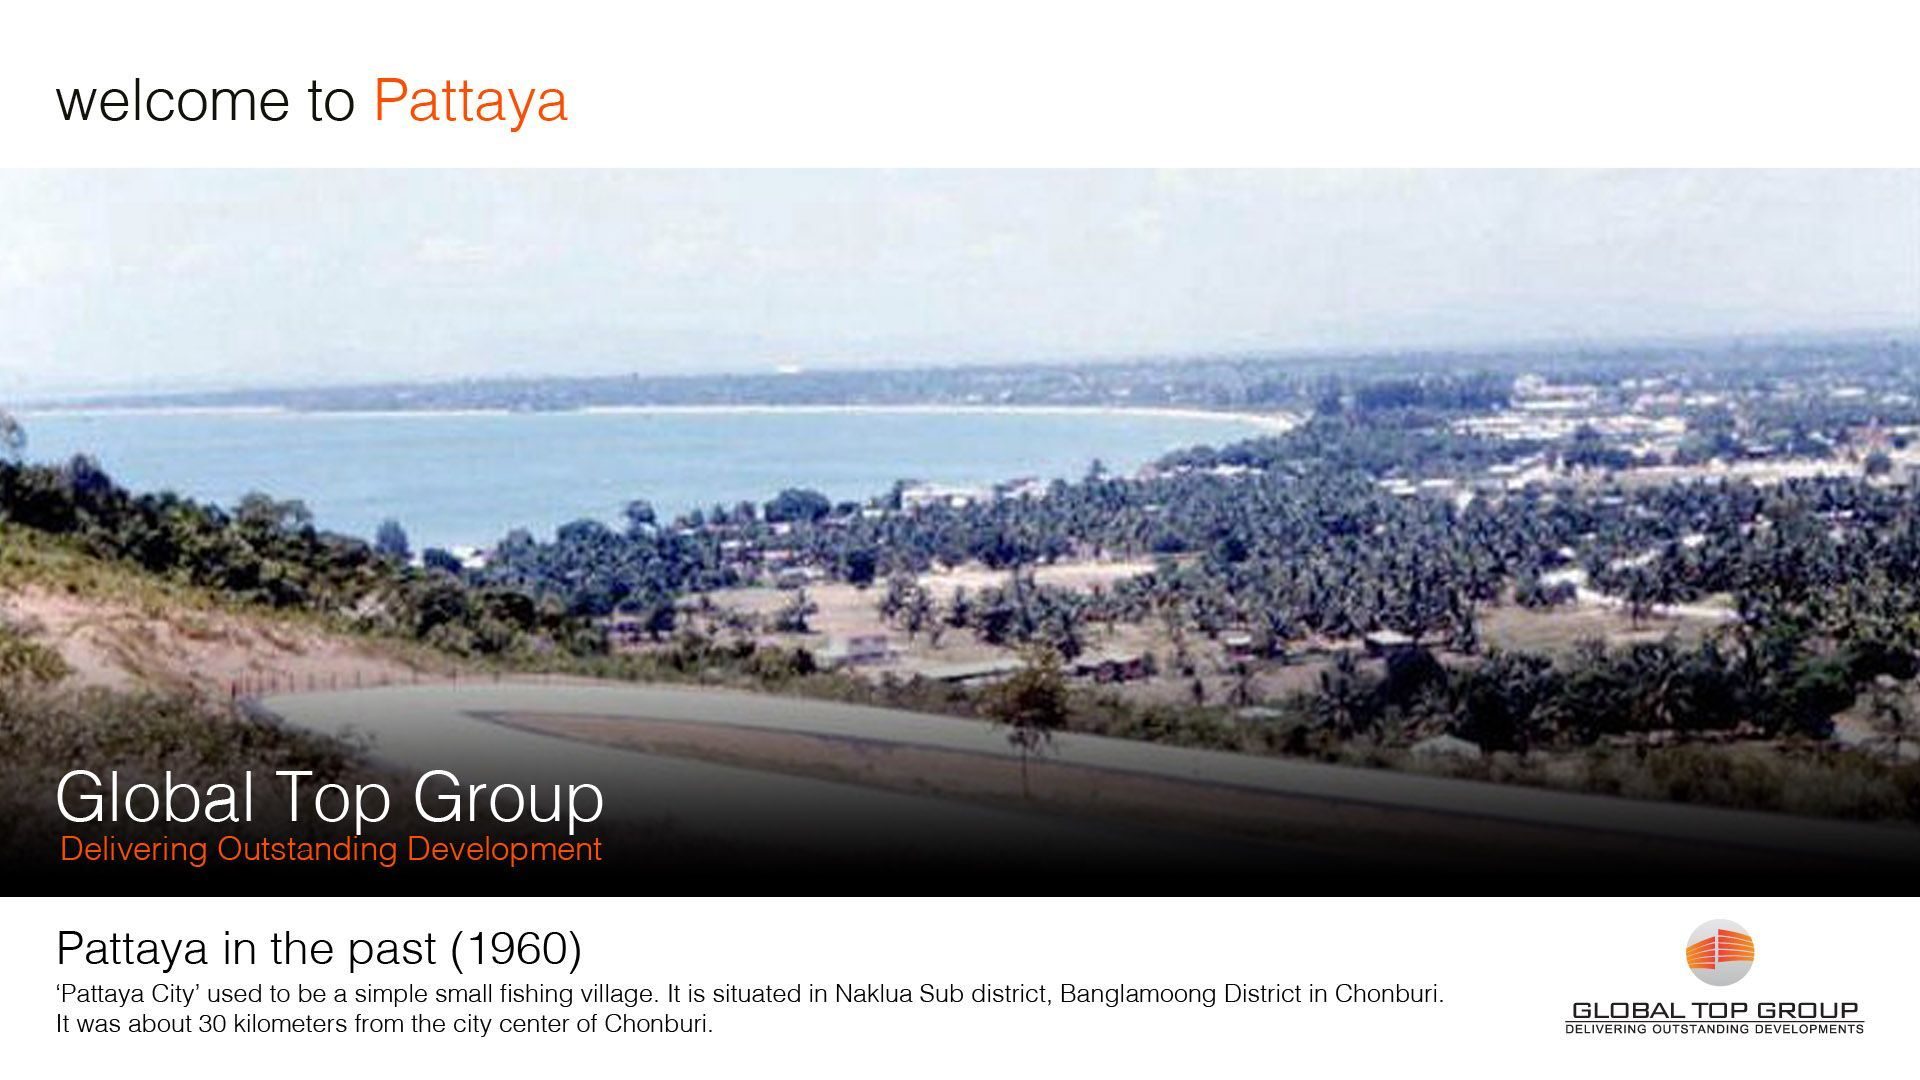 welcome to Pattaya
Global Top Group
Delivering Outstanding Development
Pattaya in the past (1960)
‘Pattaya City’ used to be a simple small fishing village. It is situated in Naklua Sub district, Banglamoong District in Chonburi.
It was about 30 kilometers from the city center of Chonburi.
GLOBAL TOP GROUP
DELIVERING OUTSTANDING DEVELOPMENTS